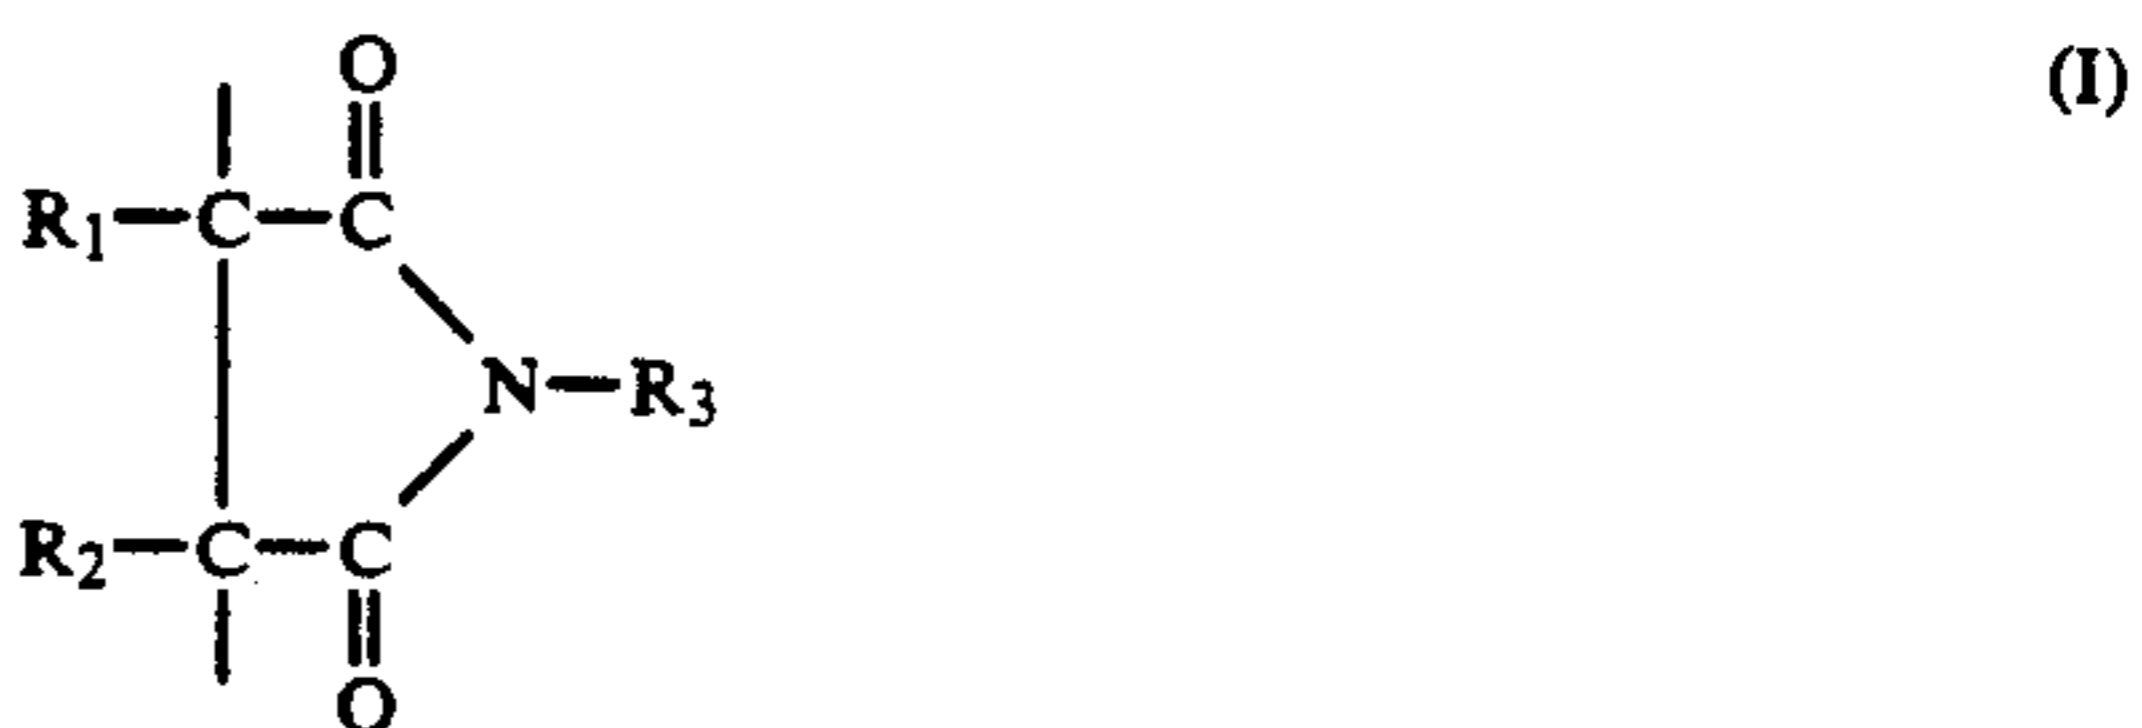 O (I)
R1—C—C
N—R3
R2—C—C
O